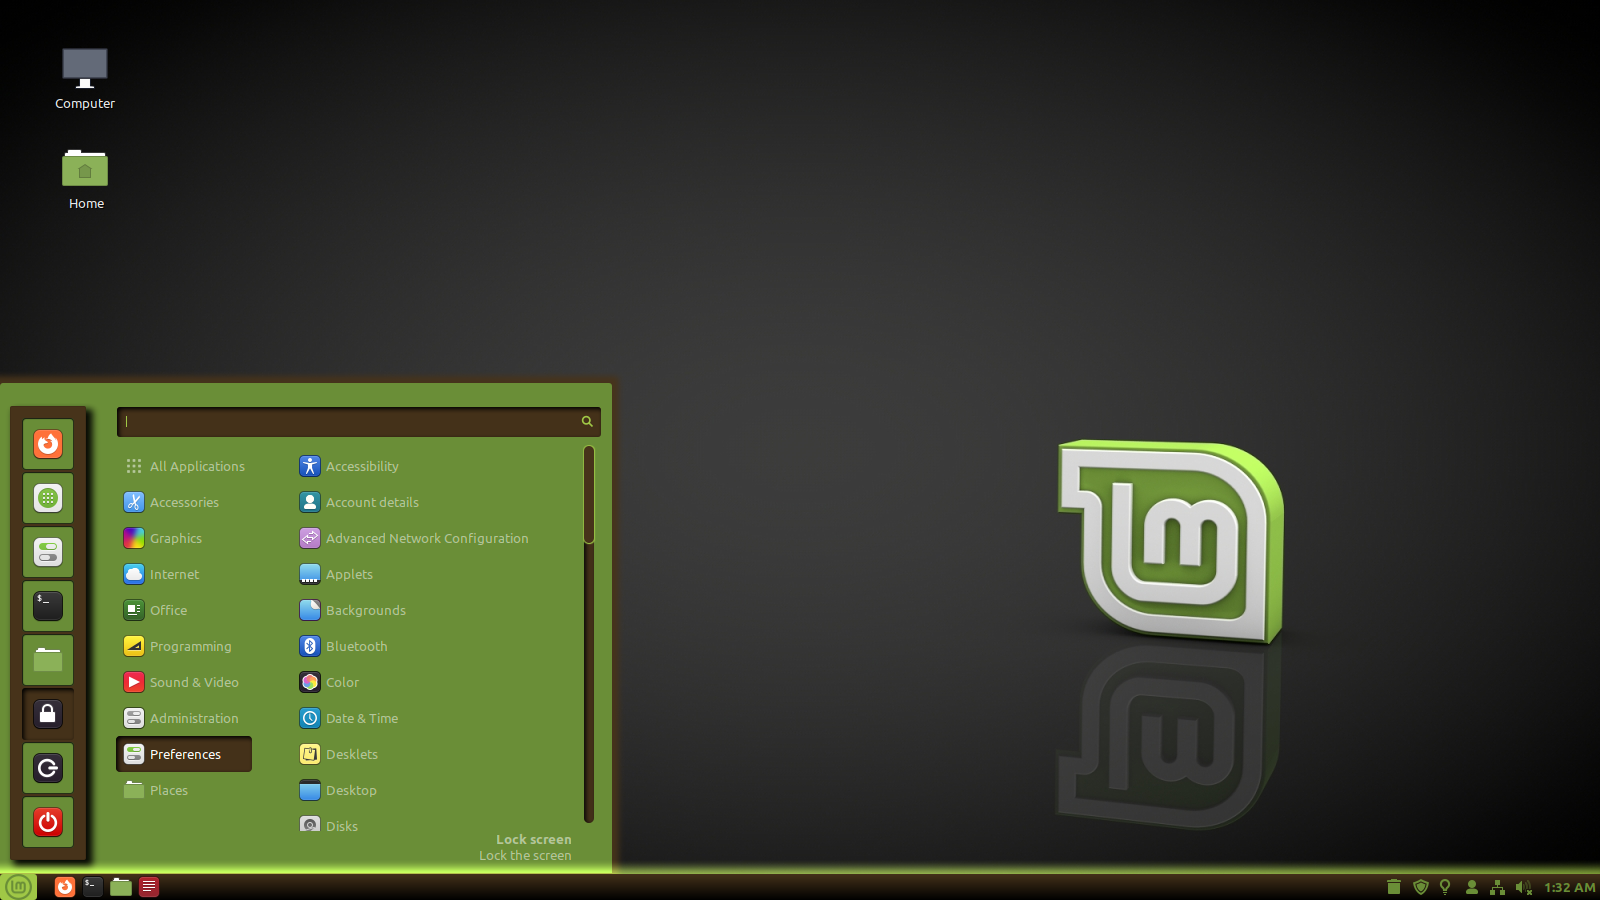 Computer
Home
All Applications
Accessories
Graphics
Internet
Office
Programming
Sound & Video
Administration
Preferences
Places
Accessibility
Account details
Advanced Network Configuration
Applets
Backgrounds
Bluetooth
Color
Date & Time
Desklets
Desktop
Disks
Lock screen
Lock the screen
1:32 AM